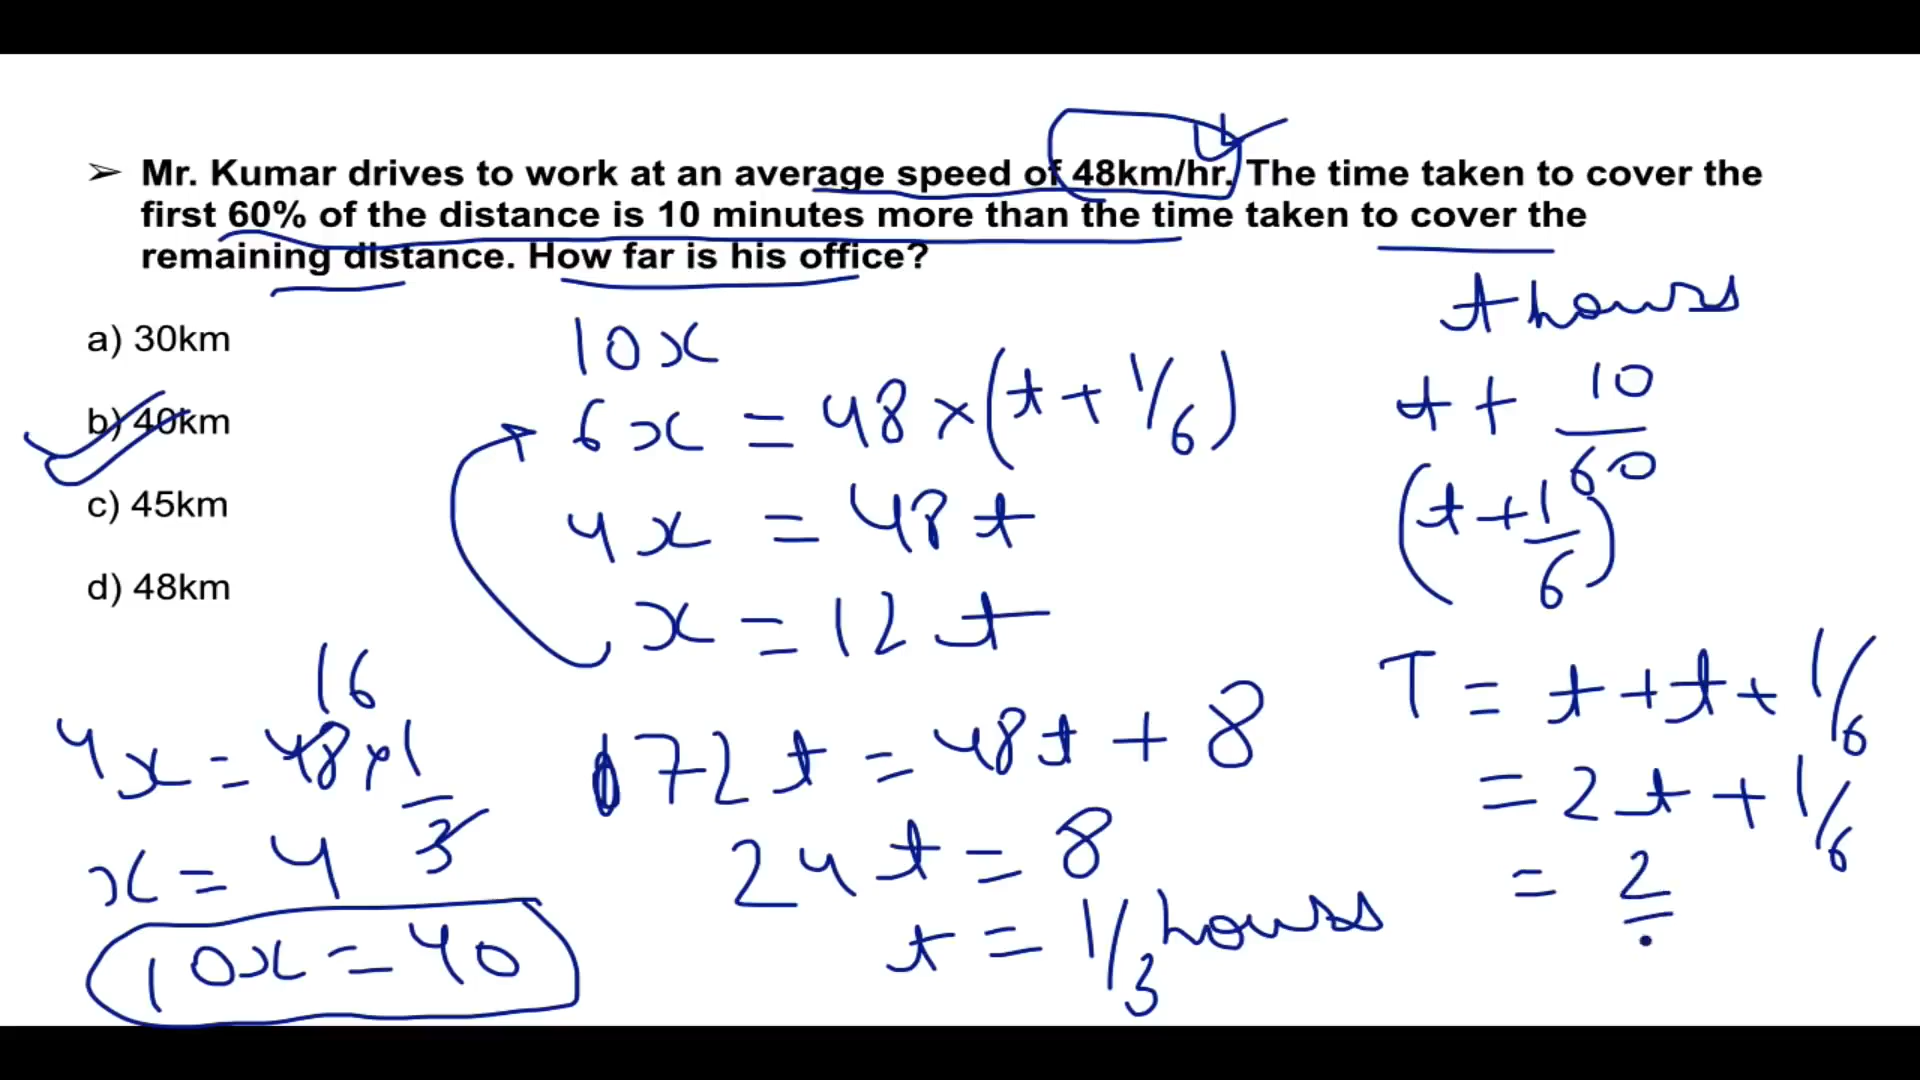 ➢ Mr. Kumar drives to work at an average speed of 48km/hr. The time taken to cover the
first 60% of the distance is 10 minutes more than the time taken to cover the
remaining distance. How far is his office?
a) 30km
b) 40km
c) 45km
d) 48km
10x
6x = 48 × (t + 1/6)
4x = 48t
x = 12t
72t = 48t + 8
24t = 8
t = 1/3 hours
16
4x = 48 × 1/3
x = 4
10x = 40
t hours
t + 10/60
(t + 1/6)
T = t + t + 1/6
= 2t + 1/6
= 2/